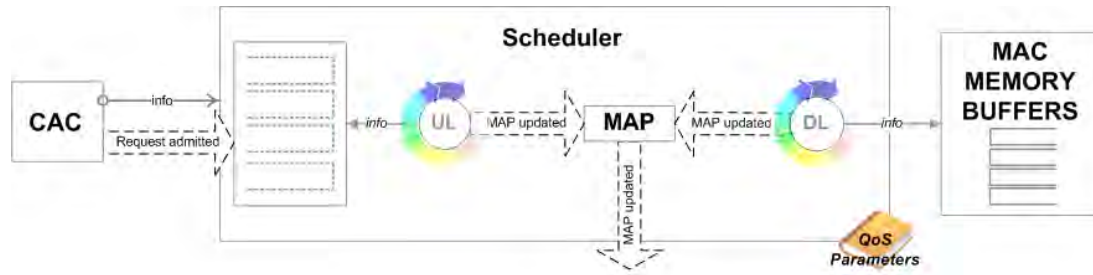 Scheduler
CAC
info
Request admitted
info
UL
MAP updated
MAP
MAP updated
DL
info
MAC
MEMORY
BUFFERS
MAP updated
QoS
Parameters